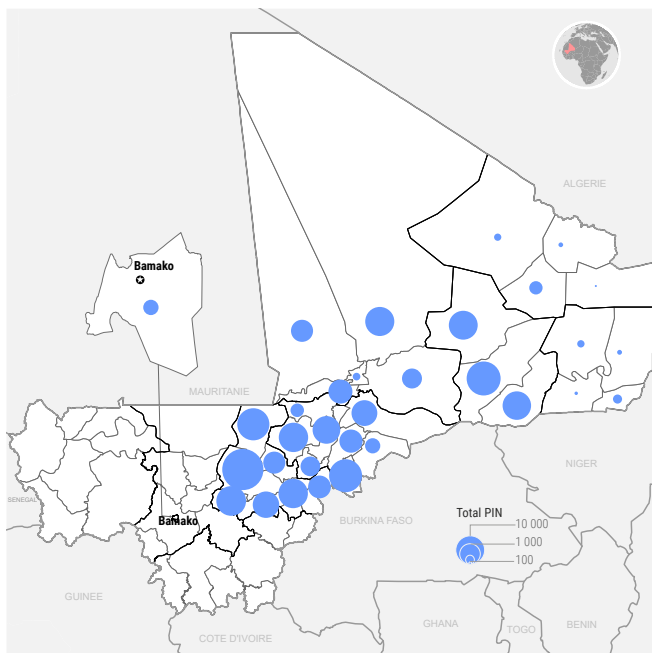 ALGERIE
Bamako
MAURITANIE
NIGER
SENEGAL
Bamako
BURKINA FASO
Total PIN
10 000
1 000
100
GUINEE
GHANA
TOGO
BENIN
COTE D'IVOIRE